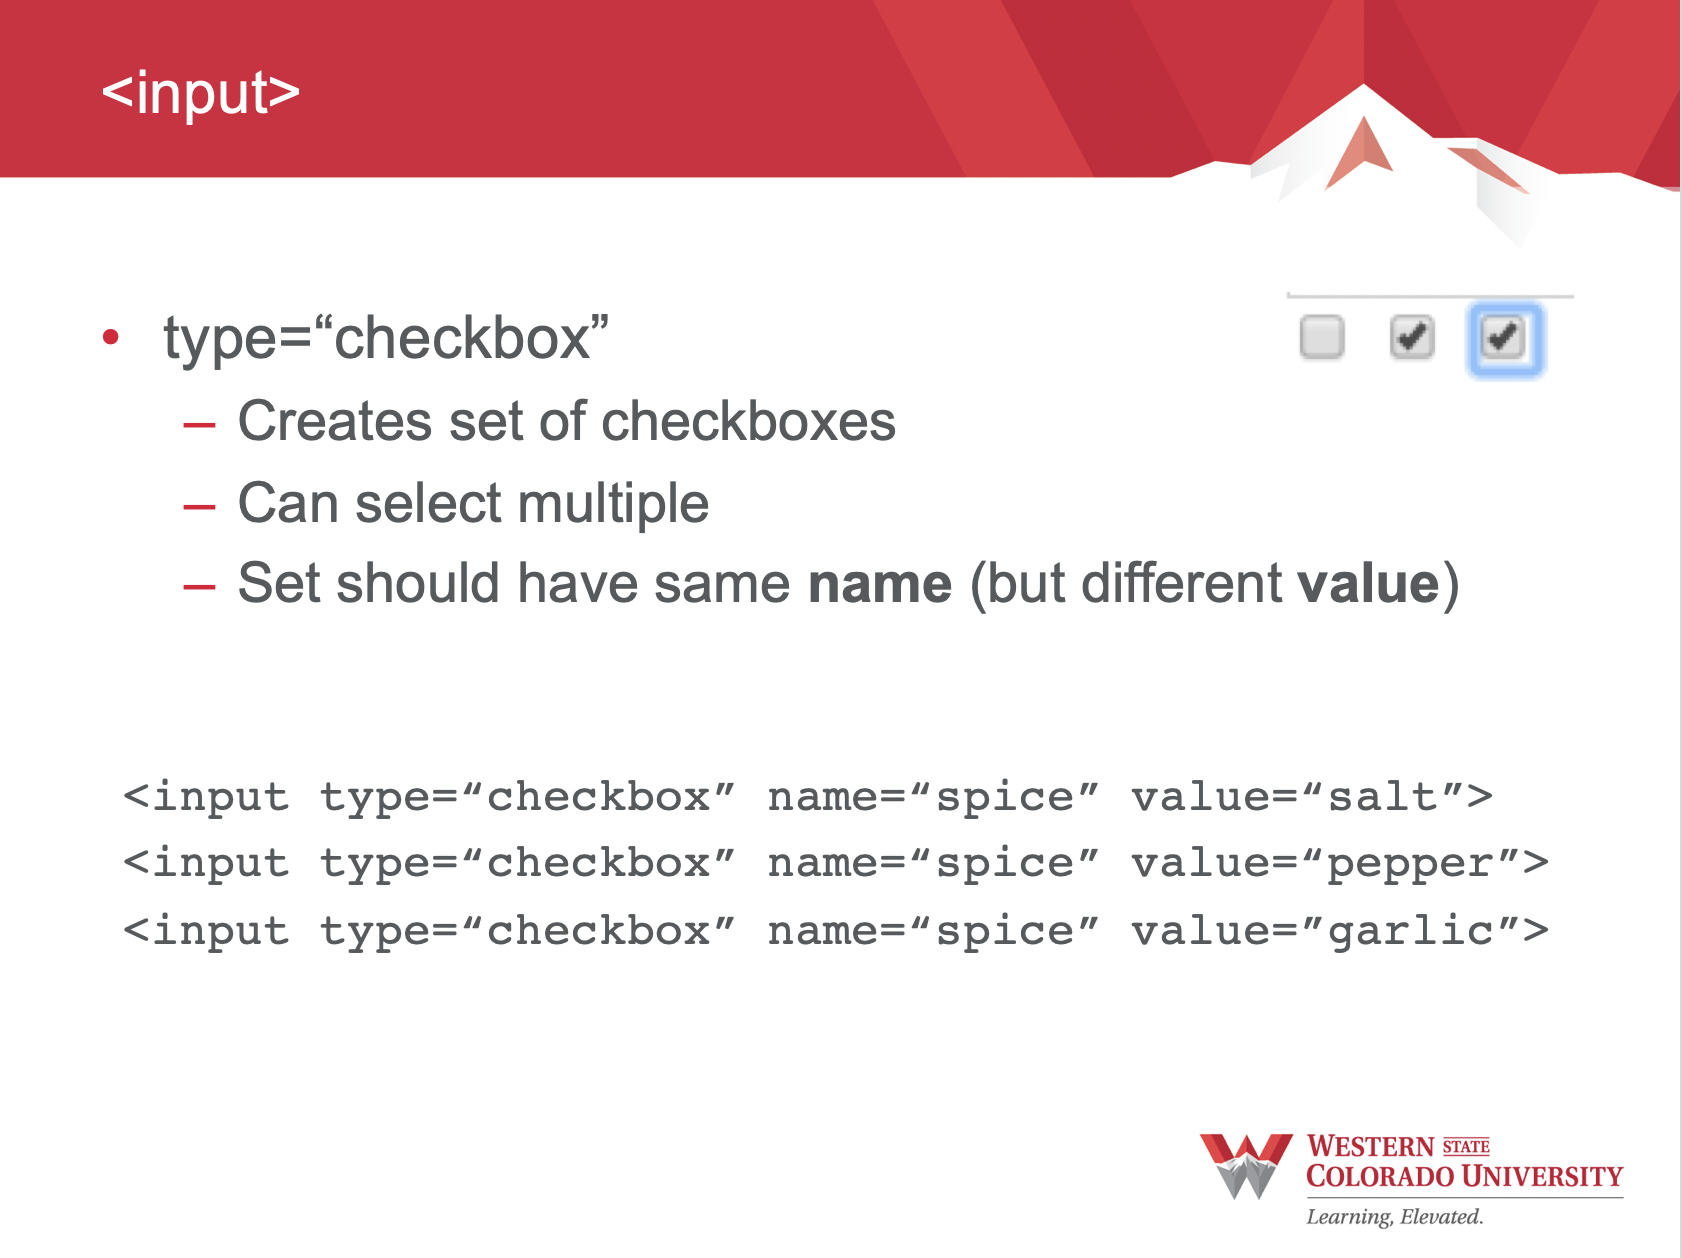 <input>
• type=“checkbox”
– Creates set of checkboxes
– Can select multiple
– Set should have same name (but different value)
<input type=“checkbox” name=“spice” value=“salt”>
<input type=“checkbox” name=“spice” value=“pepper”>
<input type=“checkbox” name=“spice” value=”garlic”>
WESTERN STATE
COLORADO UNIVERSITY
Learning, Elevated.